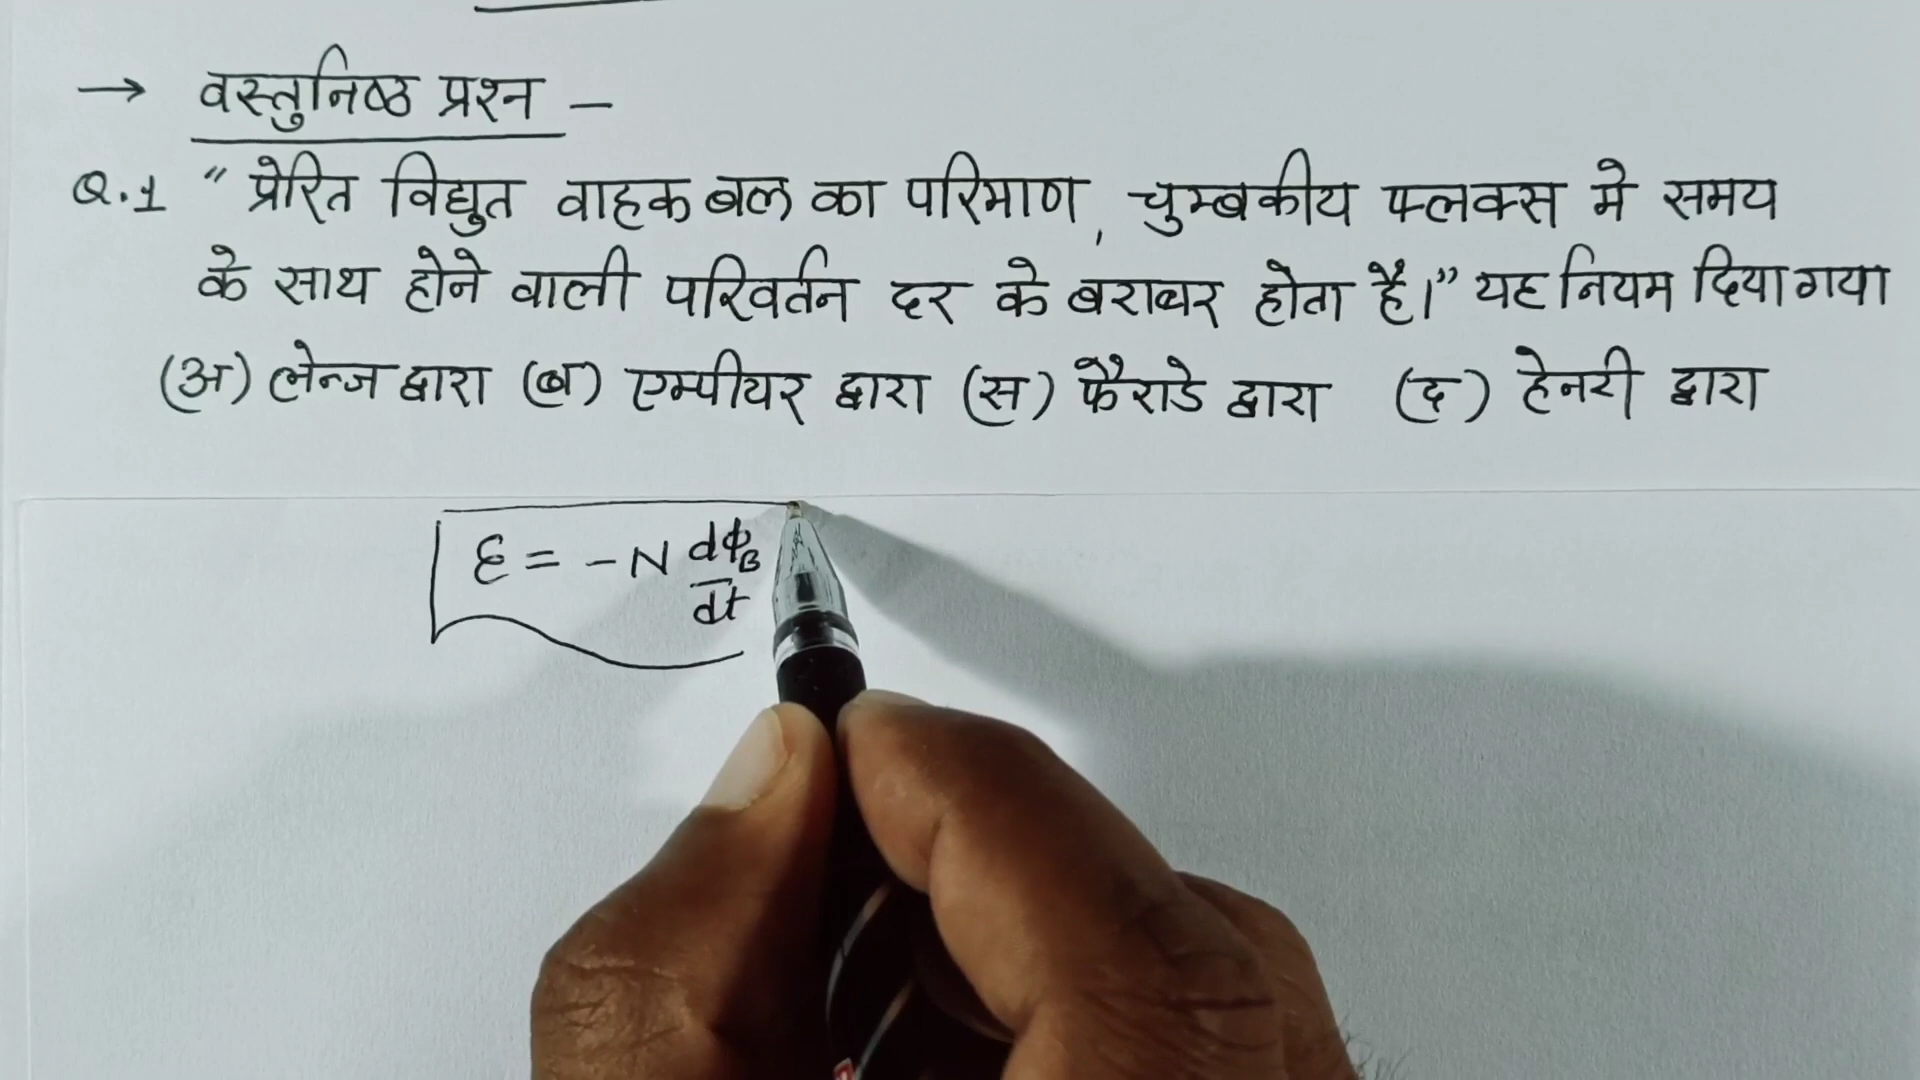 → वस्तुनिष्ठ प्रश्न –
Q.1 “प्रेरित विद्युत वाहक बल का परिमाण, चुम्बकीय फ्लक्स मे समय
के साथ होने वाली परिवर्तन दर के बराबर होता है।” यह नियम दिया गया
(अ) लेन्ज द्वारा (ब) एम्पीयर द्वारा (स) फैराडे द्वारा (द) हेनरी द्वारा
ε = -N dΦ_B/dt